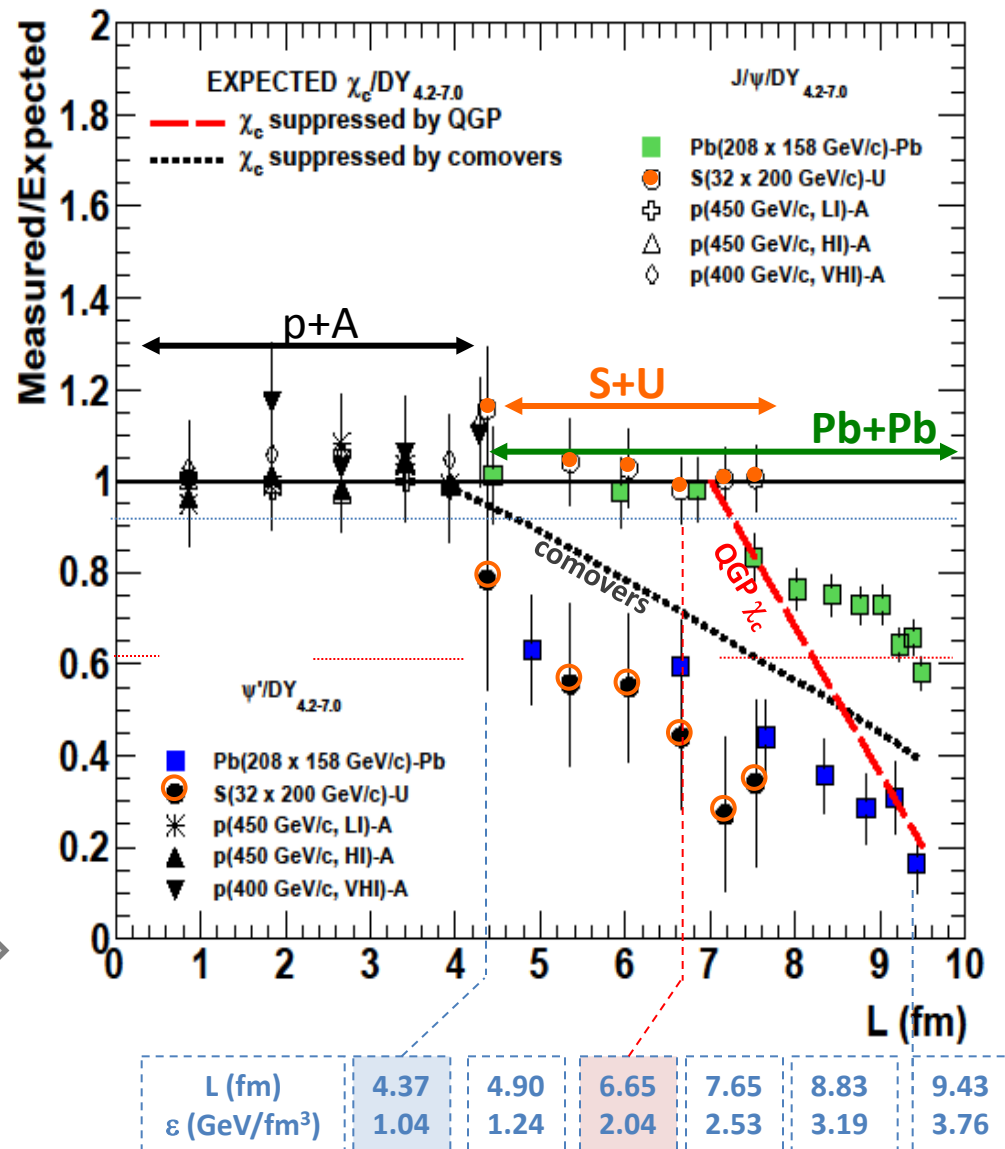 Measured/Expected
2
1.8
1.6
1.4
1.2
1
0.8
0.6
0.4
0.2
0
EXPECTED χc/DY4.2-7.0
χc suppressed by QGP
χc suppressed by comovers
J/ψ/DY4.2-7.0
Pb(208 x 158 GeV/c)-Pb
S(32 x 200 GeV/c)-U
p(450 GeV/c, LI)-A
p(450 GeV/c, HI)-A
p(400 GeV/c, VHI)-A
p+A
S+U
Pb+Pb
comovers
QGP χc
ψ'/DY4.2-7.0
Pb(208 x 158 GeV/c)-Pb
S(32 x 200 GeV/c)-U
p(450 GeV/c, LI)-A
p(450 GeV/c, HI)-A
p(400 GeV/c, VHI)-A
0 1 2 3 4 5 6 7 8 9 10
L (fm)
L (fm) 4.37 4.90 6.65 7.65 8.83 9.43
ε (GeV/fm³) 1.04 1.24 2.04 2.53 3.19 3.76